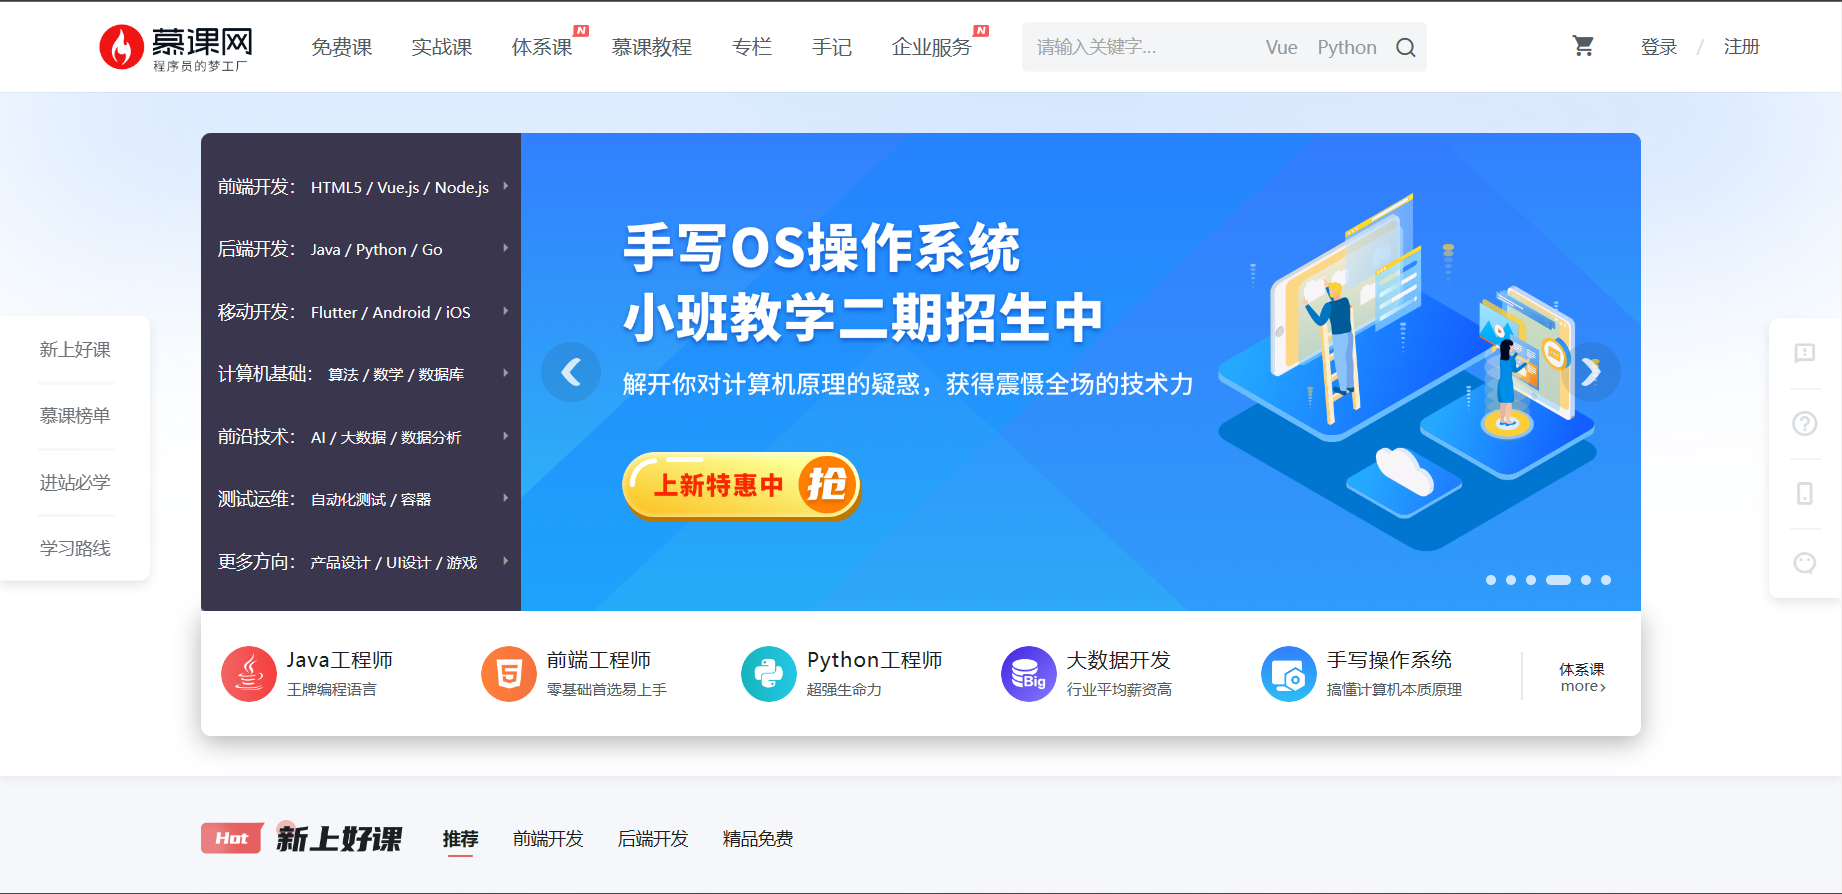 慕课网
程序员的梦工厂
免费课 实战课 体系课 N 慕课教程 专栏 手记 企业服务 N
请输入关键字... Vue Python
登录 / 注册
前端开发： HTML5 / Vue.js / Node.js
后端开发： Java / Python / Go
移动开发： Flutter / Android / iOS
计算机基础： 算法 / 数学 / 数据库
前沿技术： AI / 大数据 / 数据分析
测试运维： 自动化测试 / 容器
更多方向： 产品设计 / UI设计 / 游戏
手写OS操作系统
小班教学二期招生中
解开你对计算机原理的疑惑，获得震慑全场的技术力
上新特惠中 抢
新上好课
慕课榜单
进站必学
学习路线
Java工程师
王牌编程语言
5
前端工程师
零基础首选易上手
Python工程师
超强生命力
Big
大数据开发
行业平均薪资高
手写操作系统
搞懂计算机本质原理
体系课
more›
Hot 新上好课 推荐 前端开发 后端开发 精品免费